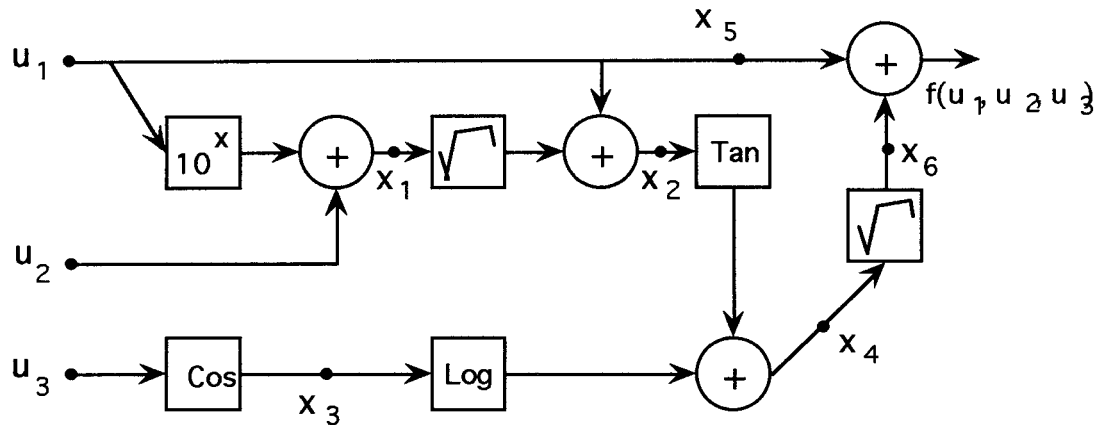 x 5
u 1
+
f(u 1, u 2, u 3)
10 x
+
x 1
√
+
x 2
Tan
x 6
u 2
√
x 4
u 3
Cos
x 3
Log
+